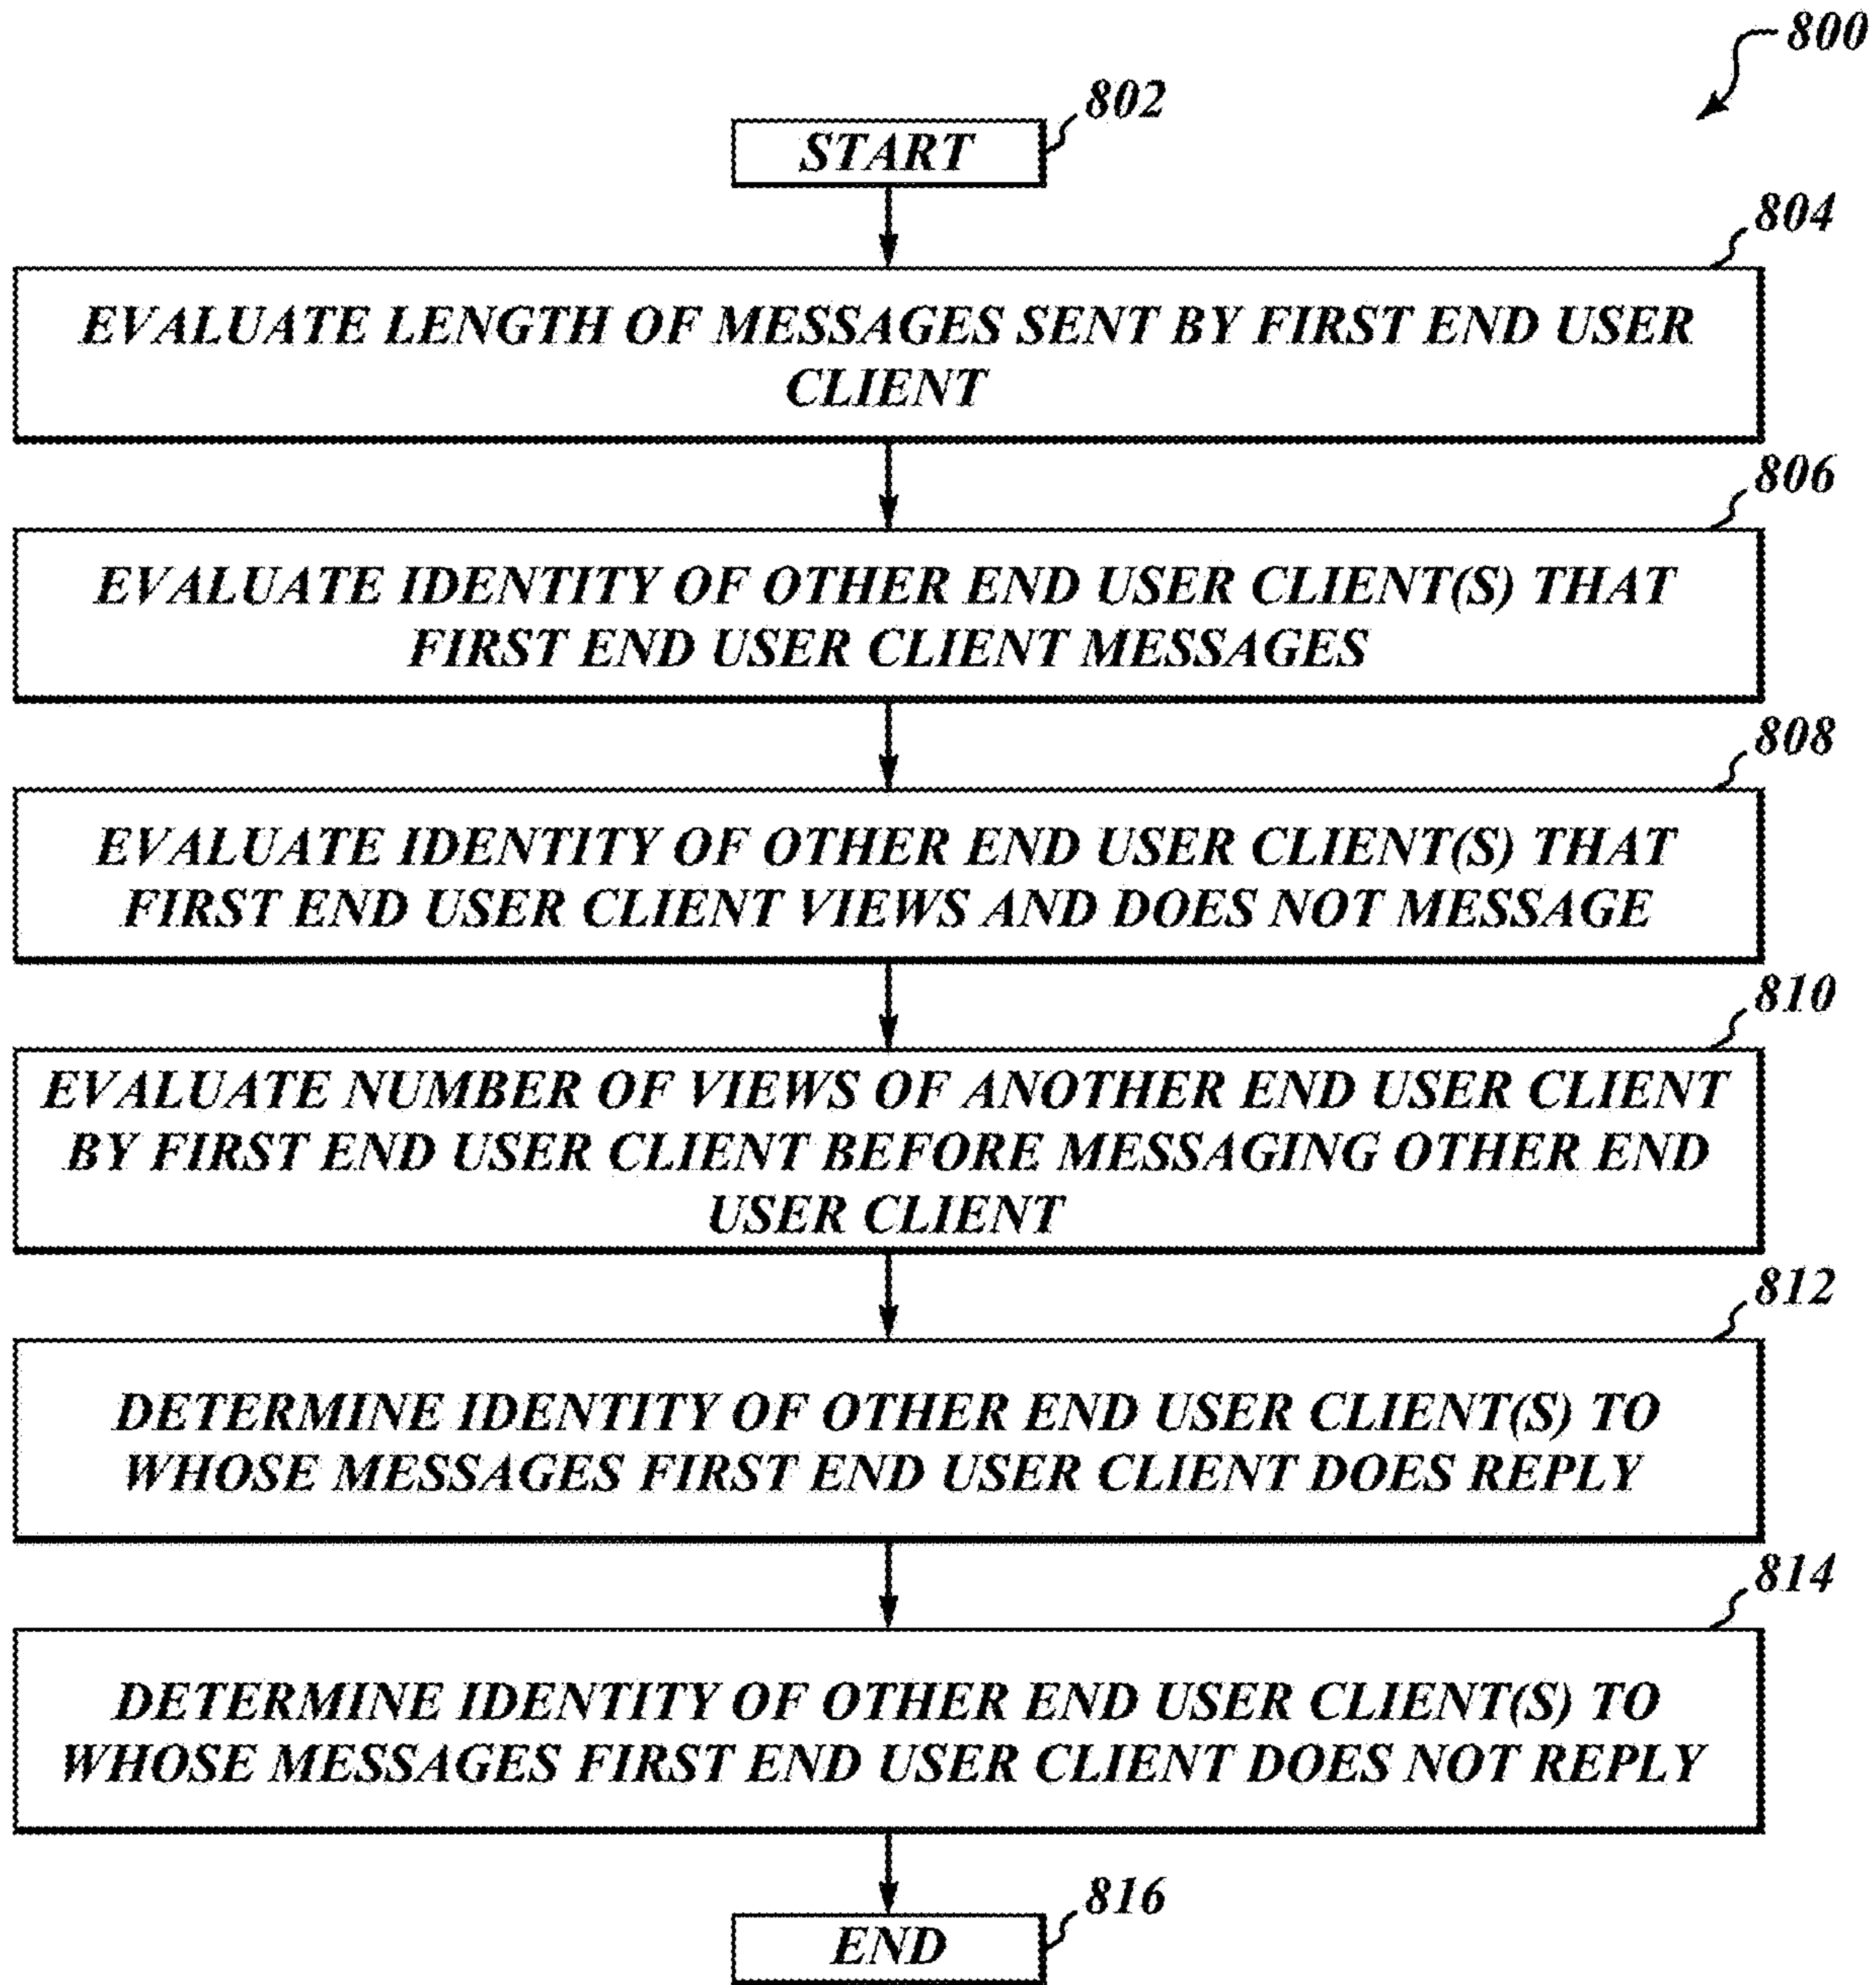 800
802
START
804
EVALUATE LENGTH OF MESSAGES SENT BY FIRST END USER
CLIENT
806
EVALUATE IDENTITY OF OTHER END USER CLIENT(S) THAT
FIRST END USER CLIENT MESSAGES
808
EVALUATE IDENTITY OF OTHER END USER CLIENT(S) THAT
FIRST END USER CLIENT VIEWS AND DOES NOT MESSAGE
810
EVALUATE NUMBER OF VIEWS OF ANOTHER END USER CLIENT
BY FIRST END USER CLIENT BEFORE MESSAGING OTHER END
USER CLIENT
812
DETERMINE IDENTITY OF OTHER END USER CLIENT(S) TO
WHOSE MESSAGES FIRST END USER CLIENT DOES REPLY
814
DETERMINE IDENTITY OF OTHER END USER CLIENT(S) TO
WHOSE MESSAGES FIRST END USER CLIENT DOES NOT REPLY
816
END